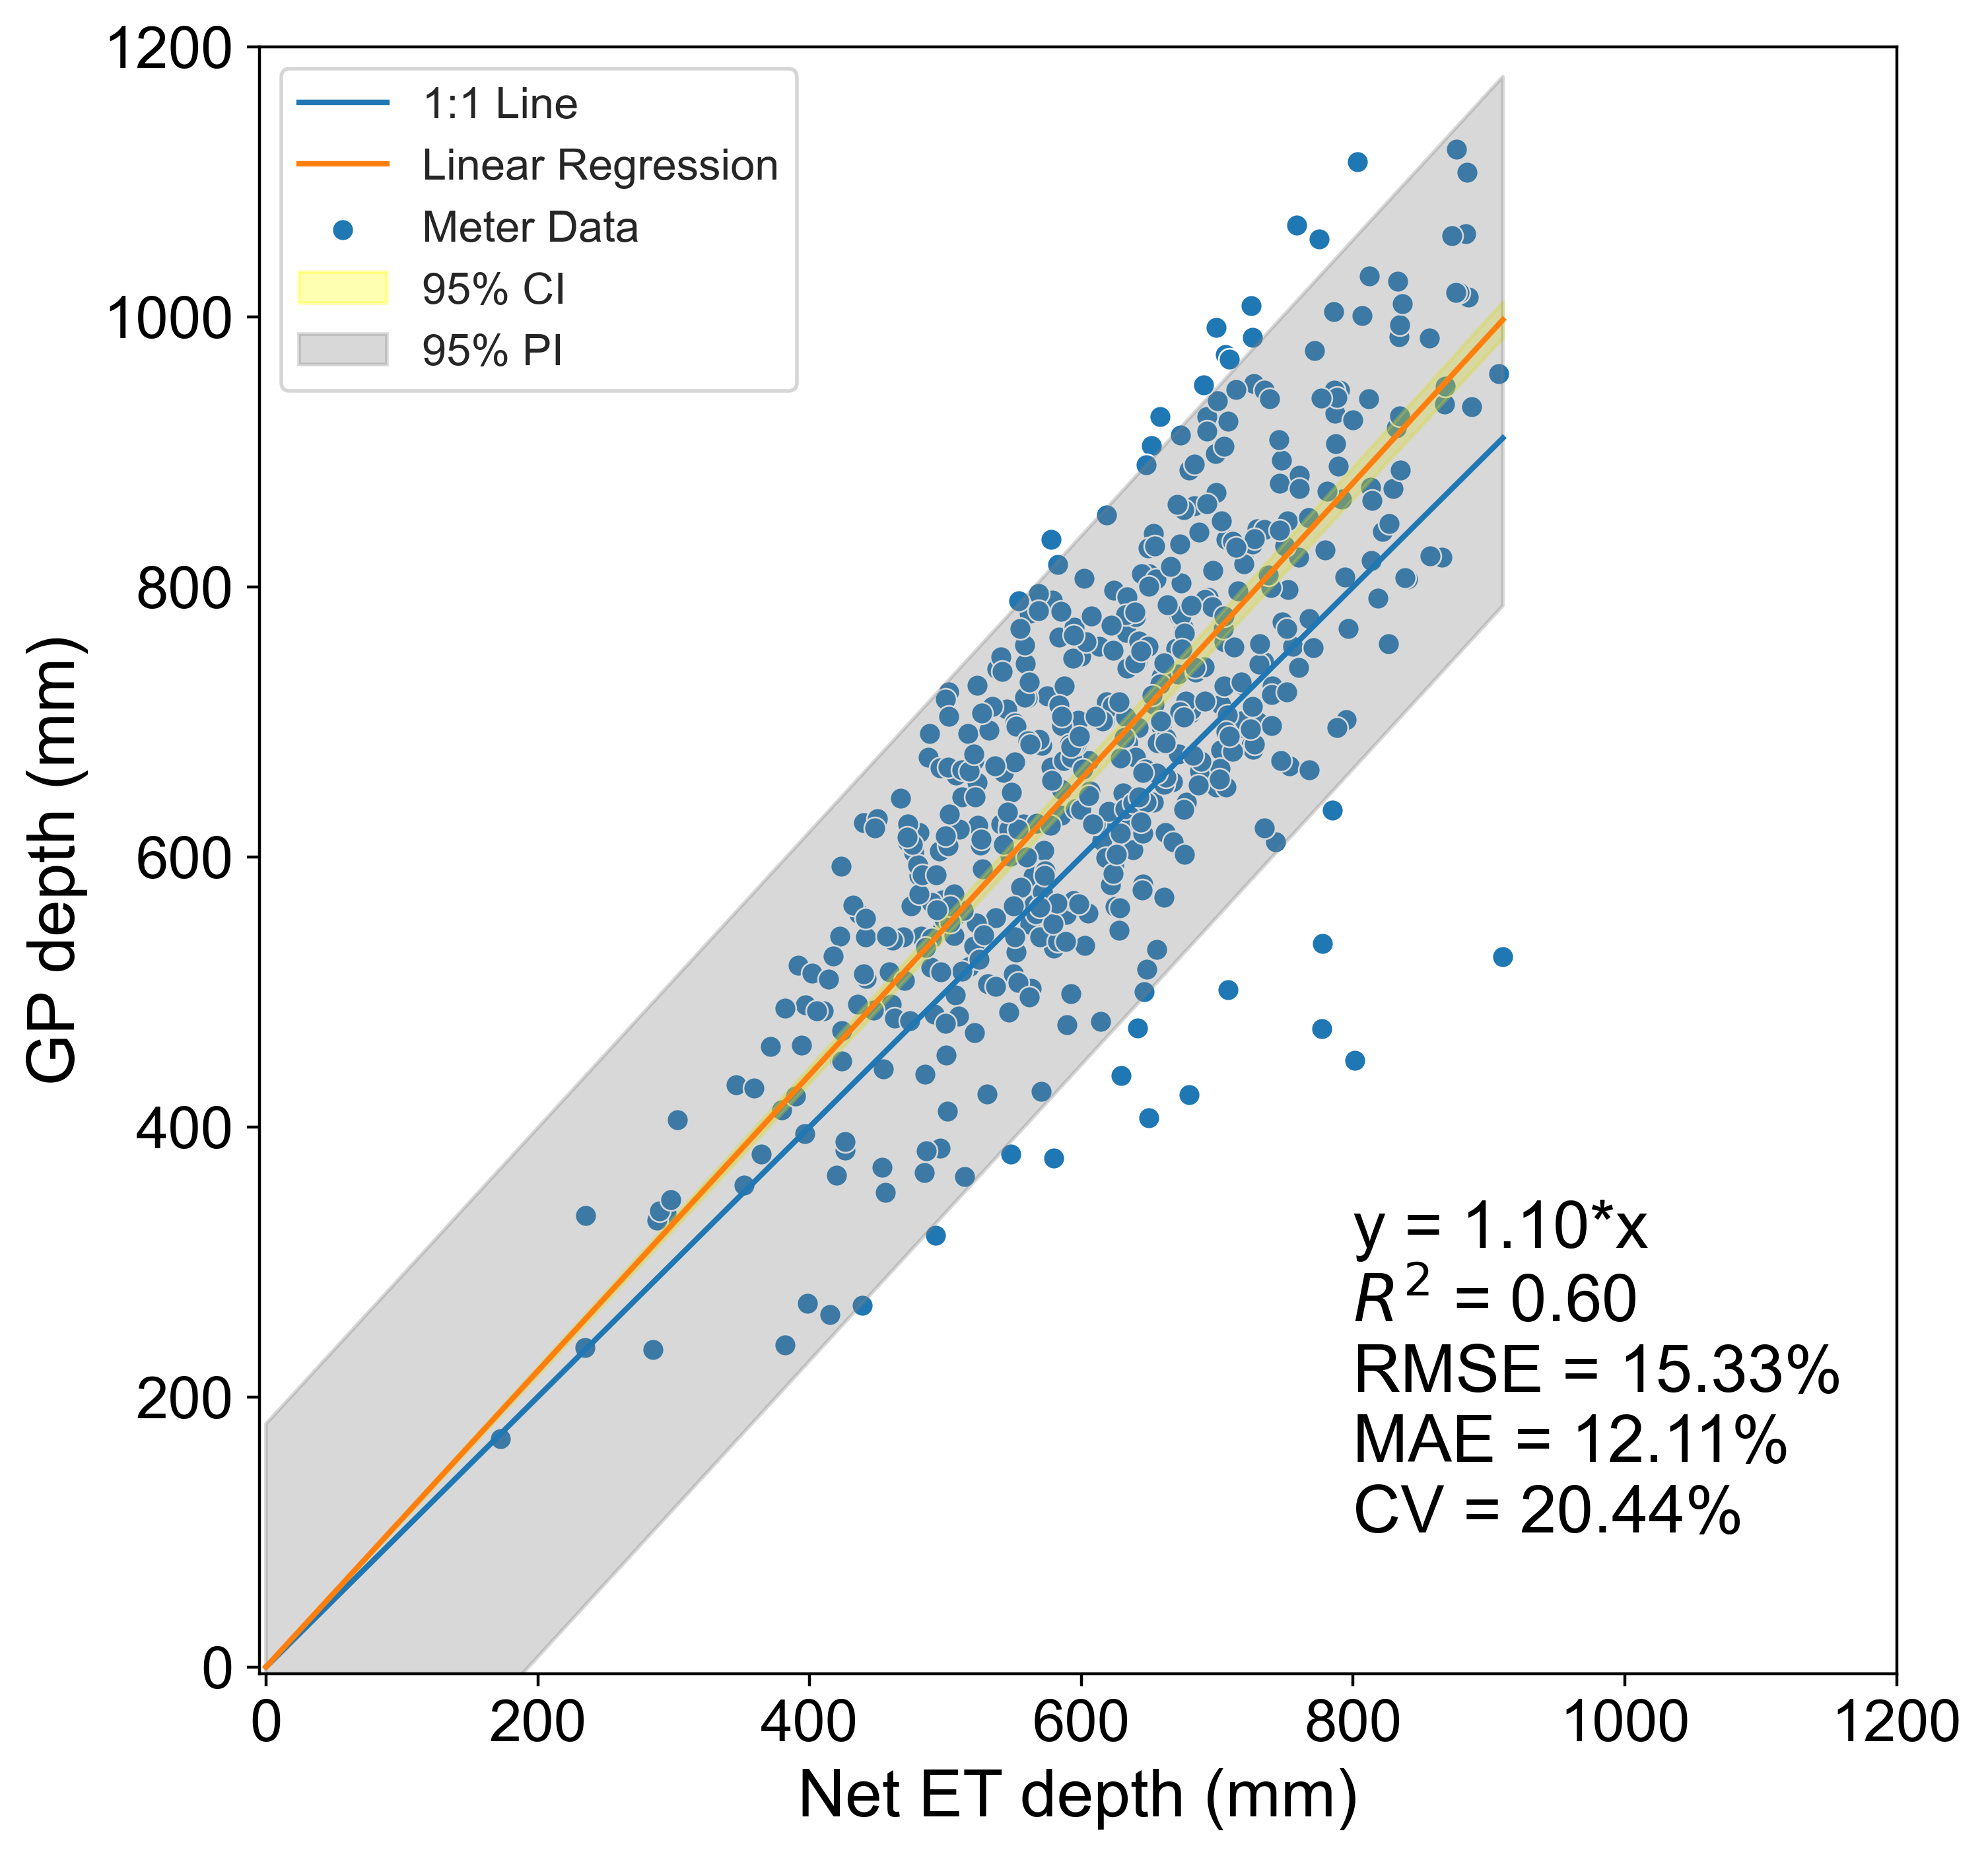 1200
1000
800
600
400
200
0
GP depth (mm)
1:1 Line
Linear Regression
Meter Data
95% CI
95% PI
y = 1.10*x
R² = 0.60
RMSE = 15.33%
MAE = 12.11%
CV = 20.44%
0 200 400 600 800 1000 1200
Net ET depth (mm)